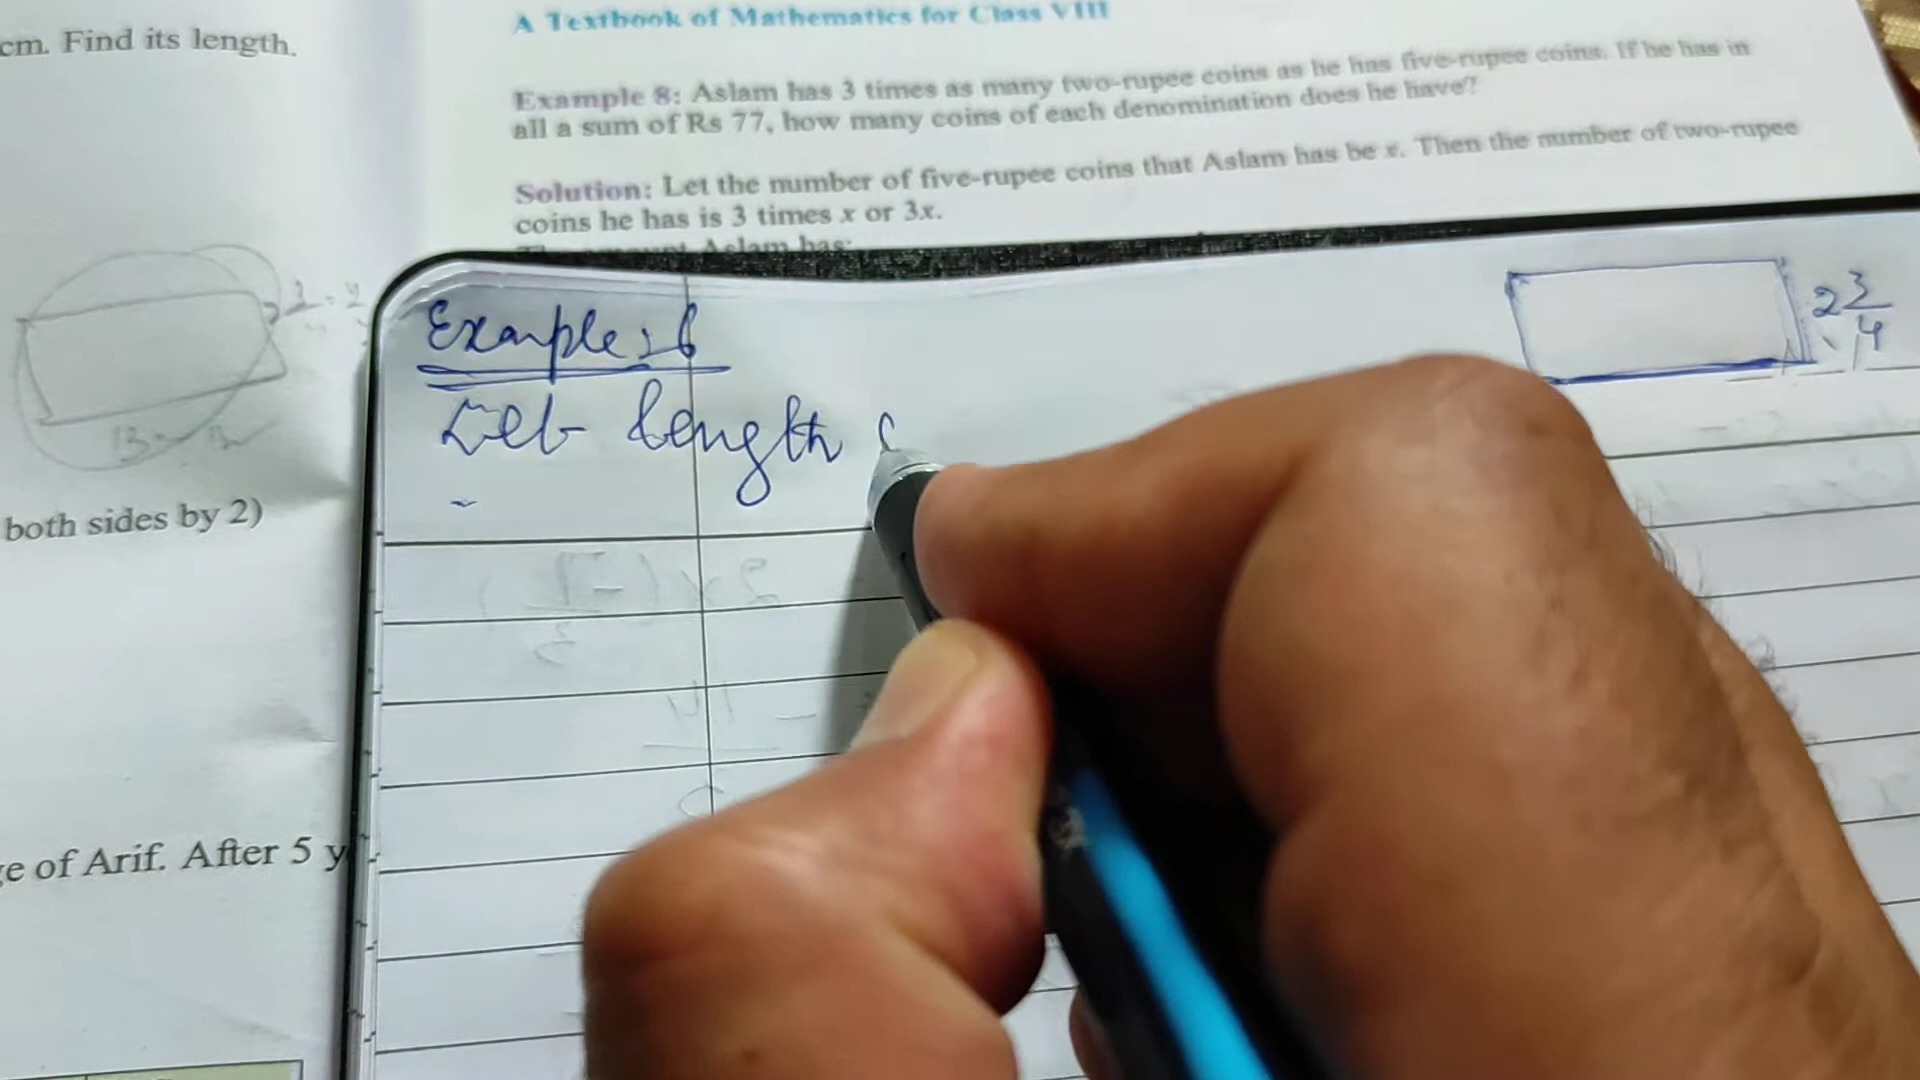 cm. Find its length.
both sides by 2)
e of Arif. After 5 y
A Textbook of Mathematics for Class VIII
Example 8: Aslam has 3 times as many two-rupee coins as he has five-rupee coins. If he has in
all a sum of Rs 77, how many coins of each denomination does he have?
Solution: Let the number of five-rupee coins that Aslam has be x. Then the number of two-rupee
coins he has is 3 times x or 3x.
Aslam has:
Example : 6
Let length
2 3/4